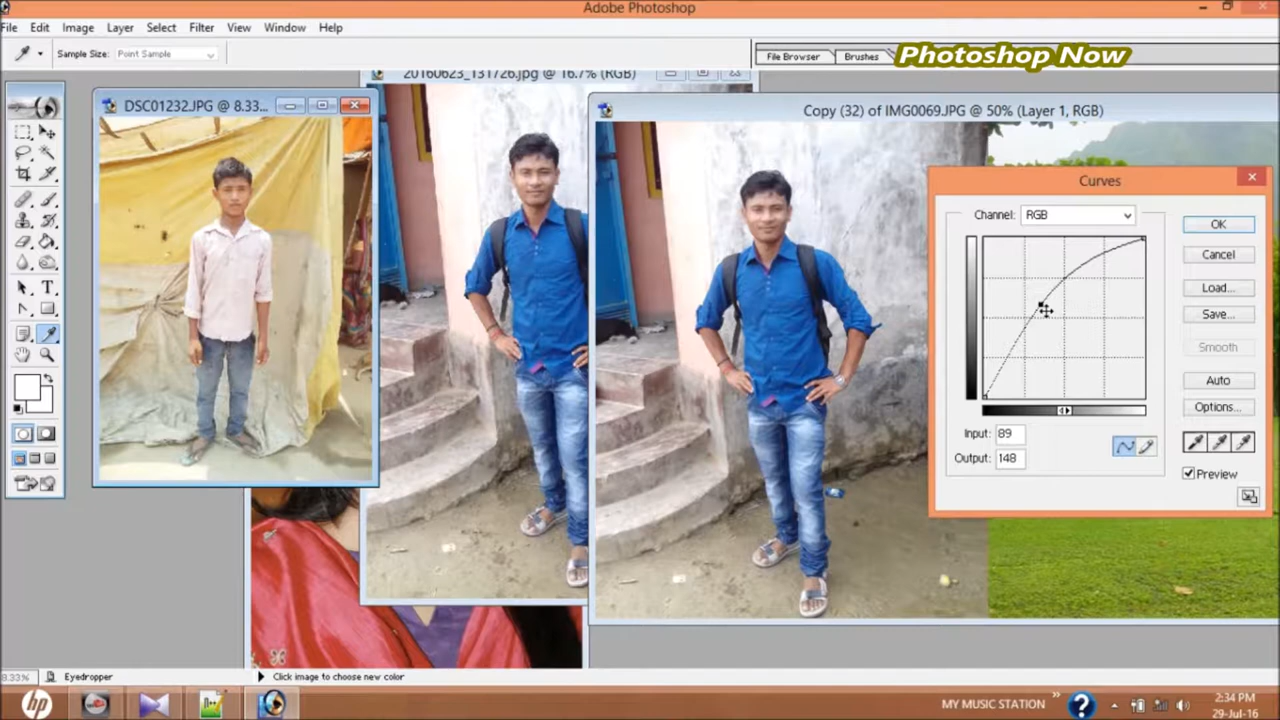 Adobe Photoshop
File Edit Image Layer Select Filter View Window Help
Sample Size: Point Sample
File Browser Brushes
Photoshop Now
20160623_131726.jpg @ 16.7% (RGB)
DSC01232.JPG @ 8.33...
Copy (32) of IMG0069.JPG @ 50% (Layer 1, RGB)
Curves
Channel: RGB
OK
Cancel
Load...
Save...
Smooth
Auto
Options...
Input: 89
Output: 148
Preview
8.33% Eyedropper Click image to choose new color
hp
MY MUSIC STATION
2:34 PM
29-Jul-16